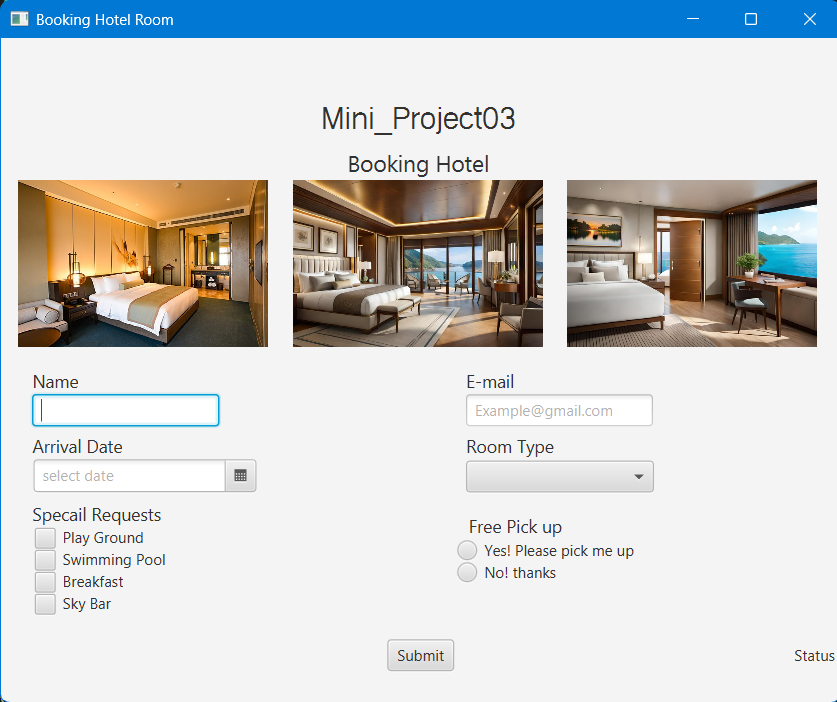 Booking Hotel Room
Mini_Project03
Booking Hotel
Name
E-mail
Example@gmail.com
Arrival Date
Room Type
select date
Specail Requests
Free Pick up
Play Ground
Yes! Please pick me up
Swimming Pool
No! thanks
Breakfast
Sky Bar
Submit
Status